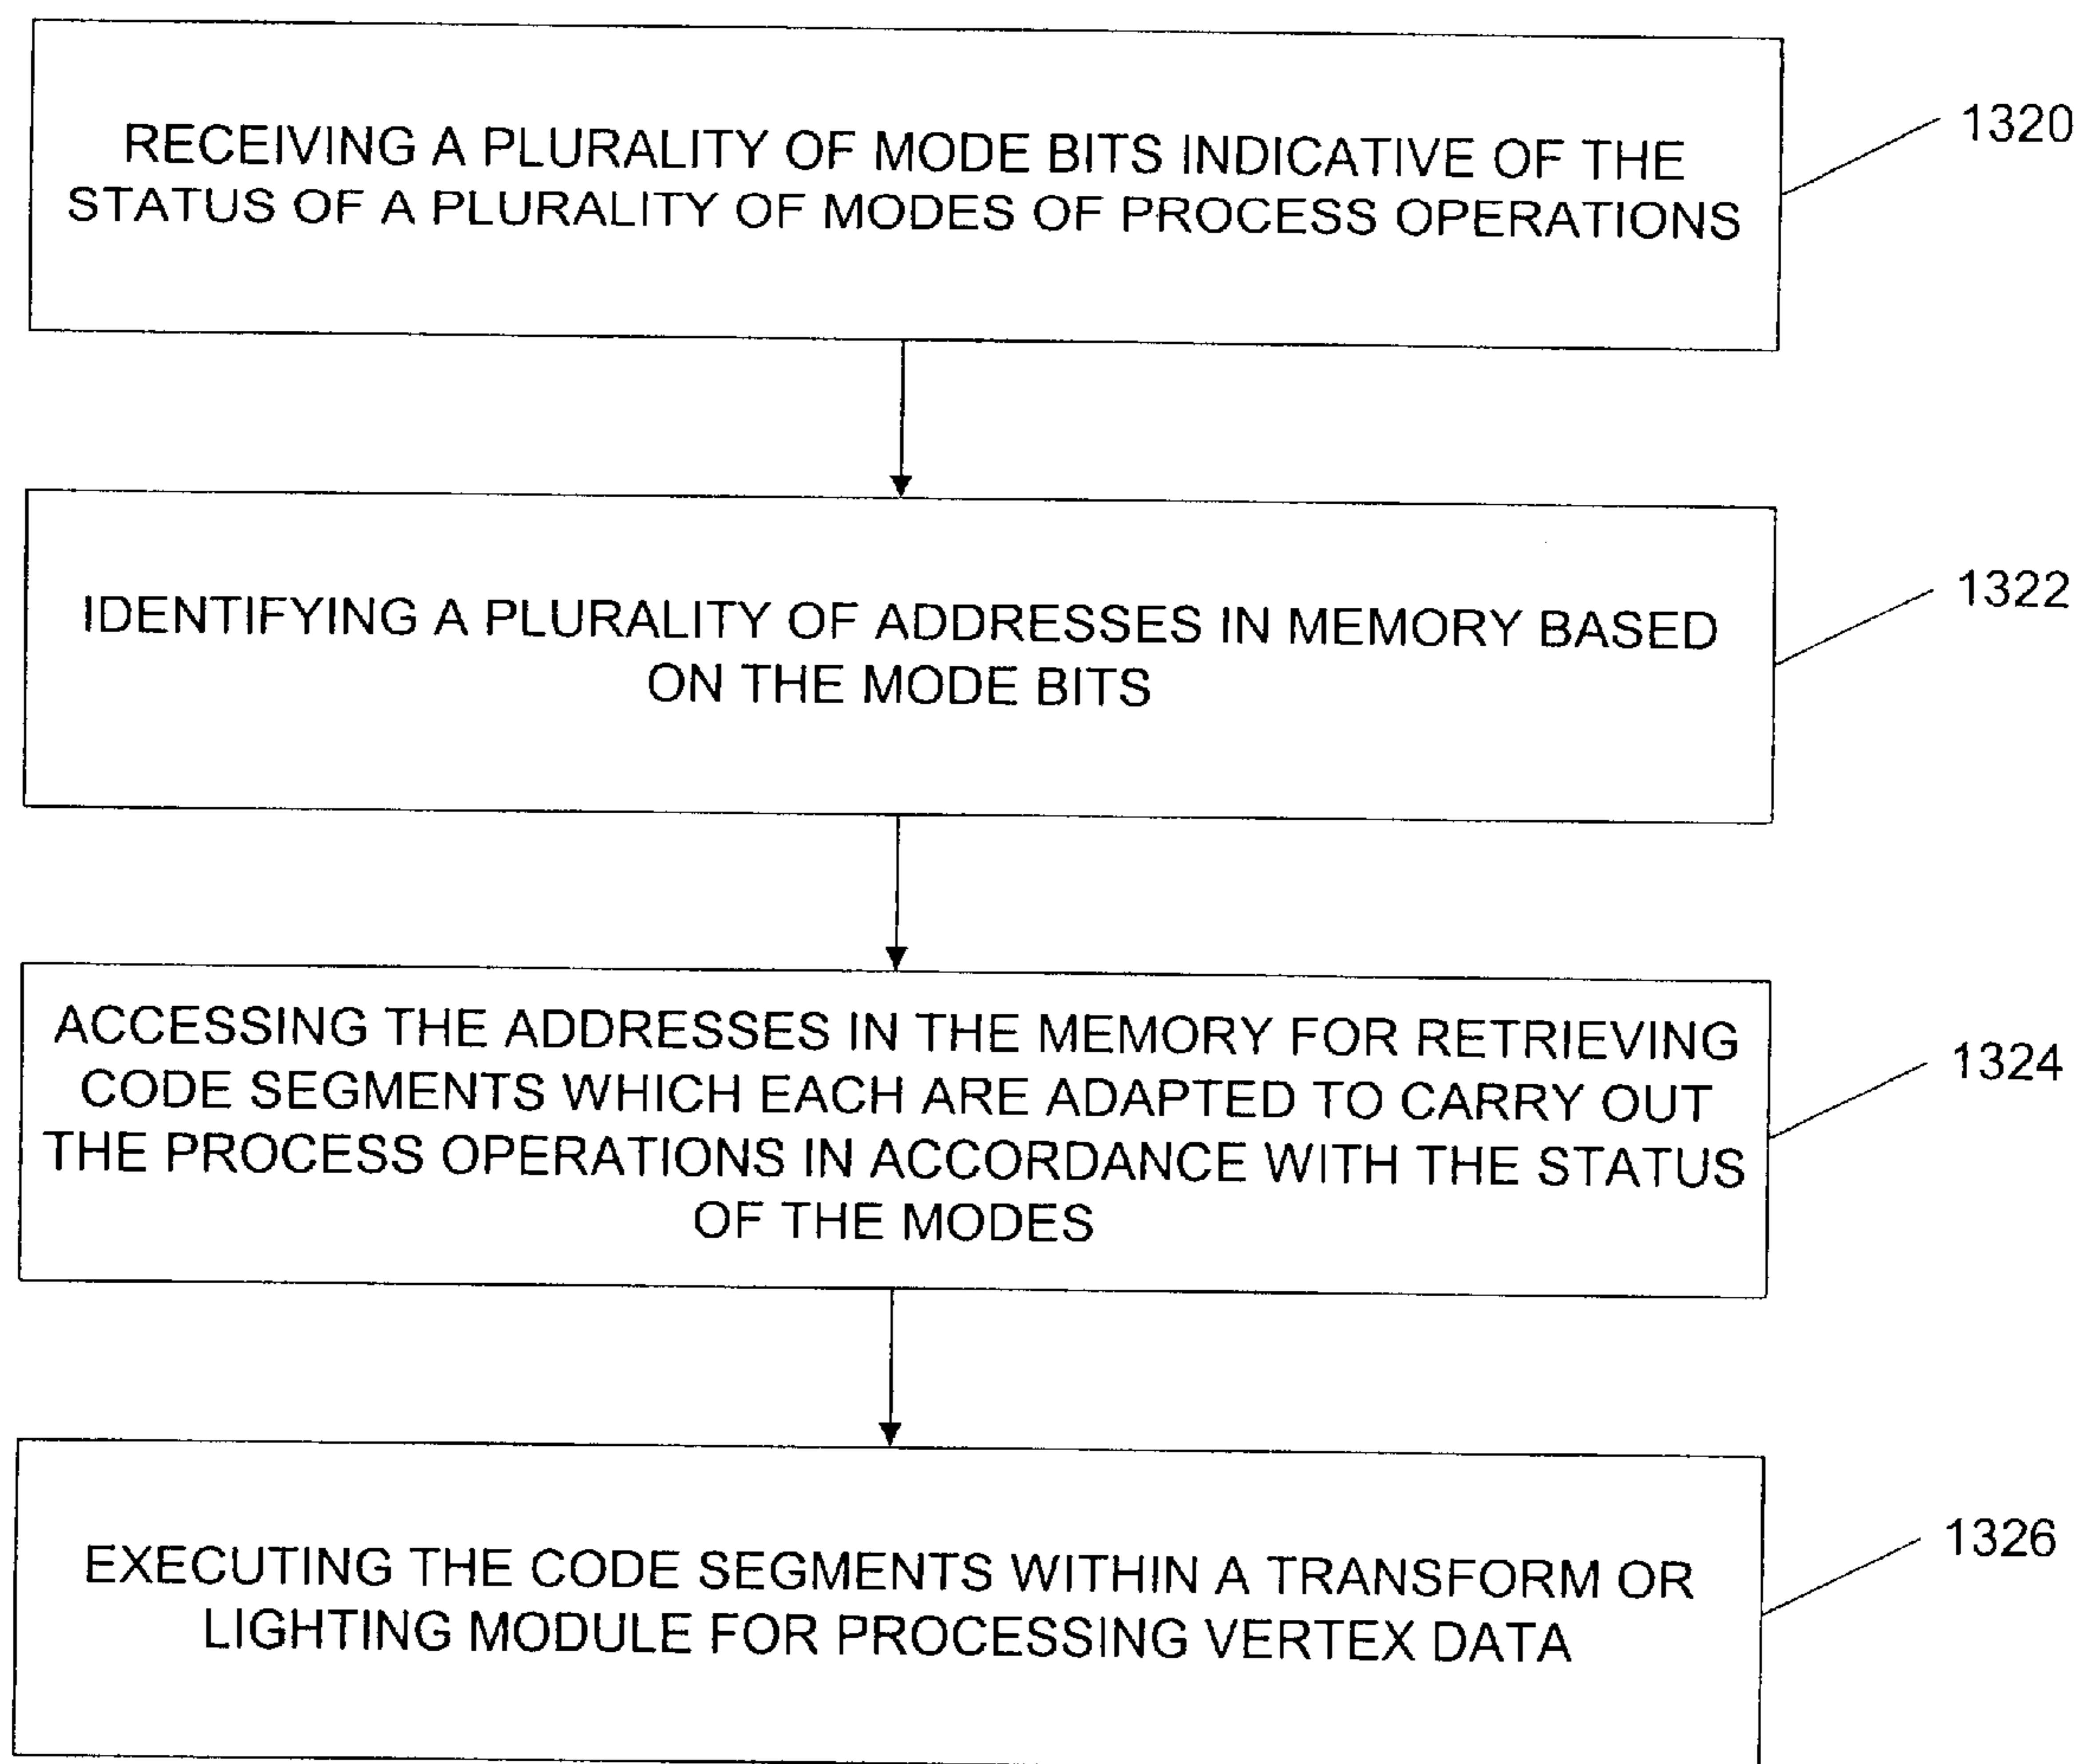 RECEIVING A PLURALITY OF MODE BITS INDICATIVE OF THE
STATUS OF A PLURALITY OF MODES OF PROCESS OPERATIONS
1320
IDENTIFYING A PLURALITY OF ADDRESSES IN MEMORY BASED
ON THE MODE BITS
1322
ACCESSING THE ADDRESSES IN THE MEMORY FOR RETRIEVING
CODE SEGMENTS WHICH EACH ARE ADAPTED TO CARRY OUT
THE PROCESS OPERATIONS IN ACCORDANCE WITH THE STATUS
OF THE MODES
1324
EXECUTING THE CODE SEGMENTS WITHIN A TRANSFORM OR
LIGHTING MODULE FOR PROCESSING VERTEX DATA
1326